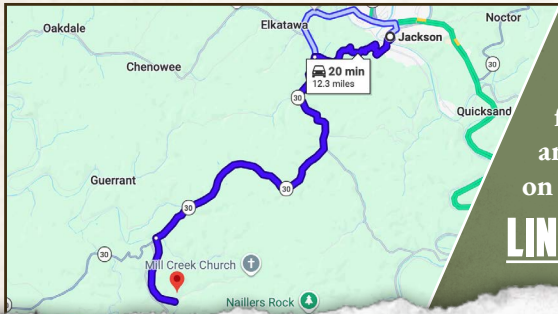 Oakdale
Elkatawa
Noctor
Jackson
Chenowee
20 min
12.3 miles
30
30
Quicksand
Guerrant
30
30
30
Mill Creek Church
Naillers Rock
on
LIN